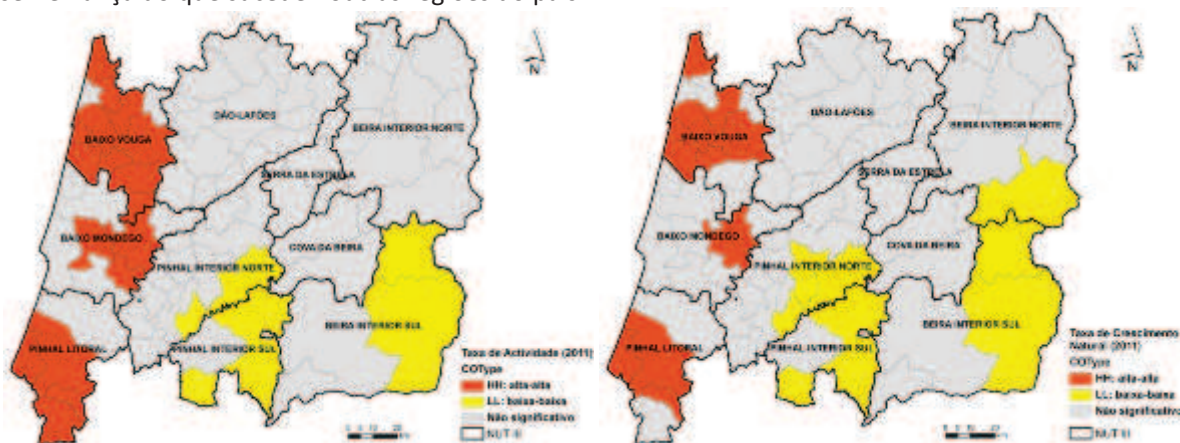 DÃO-LAFÕES
BEIRA INTERIOR NORTE
BAIXO VOUGA
SERRA DA ESTRELA
BAIXO MONDEGO
COVA DA BEIRA
PINHAL INTERIOR NORTE
BEIRA INTERIOR SUL
PINHAL LITORAL
PINHAL INTERIOR SUL
Taxa de Actividade (2011)
COType
HH: alta-alta
LL: baixa-baixa
Não significativo
NUT III
N
DÃO-LAFÕES
BEIRA INTERIOR NORTE
BAIXO VOUGA
SERRA DA ESTRELA
BAIXO MONDEGO
COVA DA BEIRA
PINHAL INTERIOR NORTE
BEIRA INTERIOR SUL
PINHAL LITORAL
PINHAL INTERIOR SUL
Taxa de Crescimento
Natural (2011)
COType
HH: alta-alta
LL: baixa-baixa
Não significativo
NUT III
N